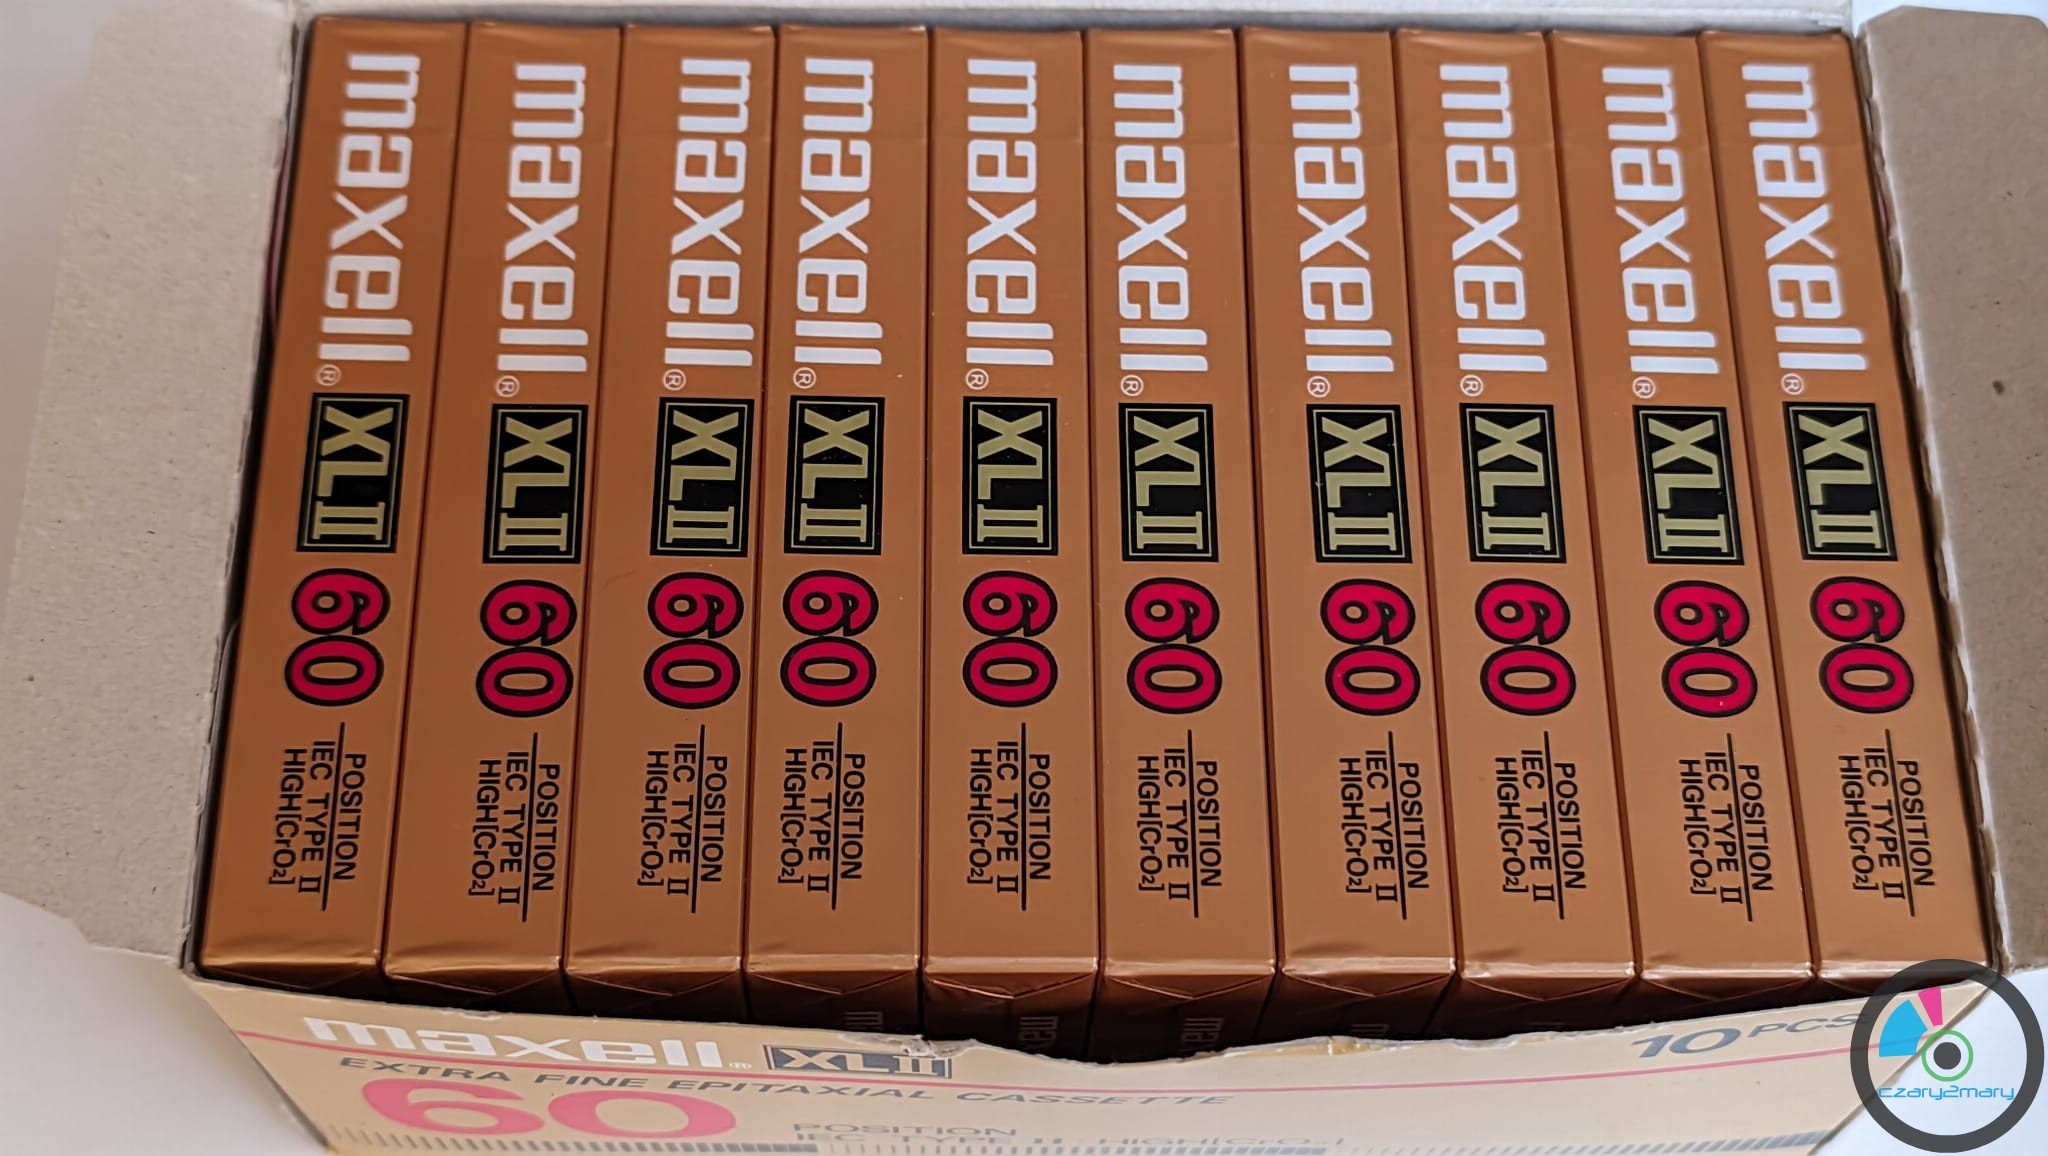 maxell® XLII 60 POSITION
IEC TYPE II
HIGH[CrO₂]
maxell® XLII 60 POSITION
IEC TYPE II
HIGH[CrO₂]
maxell® XLII 60 POSITION
IEC TYPE II
HIGH[CrO₂]
maxell® XLII 60 POSITION
IEC TYPE II
HIGH[CrO₂]
maxell® XLII 60 POSITION
IEC TYPE II
HIGH[CrO₂]
maxell® XLII 60 POSITION
IEC TYPE II
HIGH[CrO₂]
maxell® XLII 60 POSITION
IEC TYPE II
HIGH[CrO₂]
maxell® XLII 60 POSITION
IEC TYPE II
HIGH[CrO₂]
maxell® XLII 60 POSITION
IEC TYPE II
HIGH[CrO₂]
maxell® XLII 60 POSITION
IEC TYPE II
HIGH[CrO₂]
maxell® XLII 10 PCS
EXTRA FINE EPITAXIAL CASSETTE
60 POSITION
IEC TYPE II · HIGH[CrO₂]
czary2mary